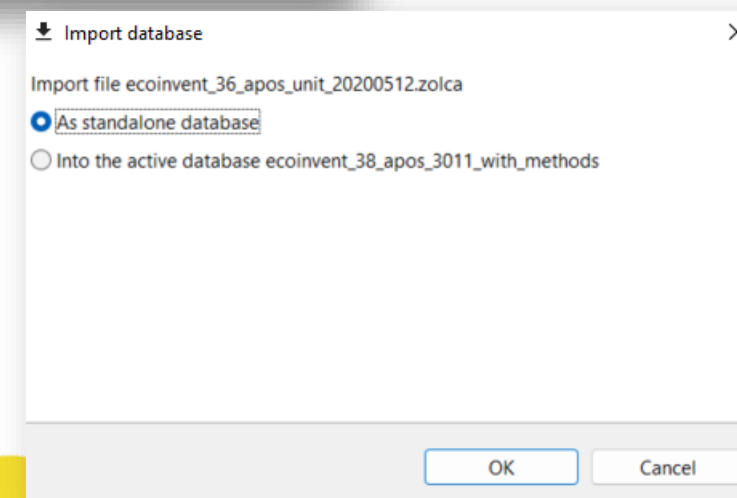 Import database
Import file ecoinvent_36_apos_unit_20200512.zolca
As standalone database
Into the active database ecoinvent_38_apos_3011_with_methods
OK
Cancel